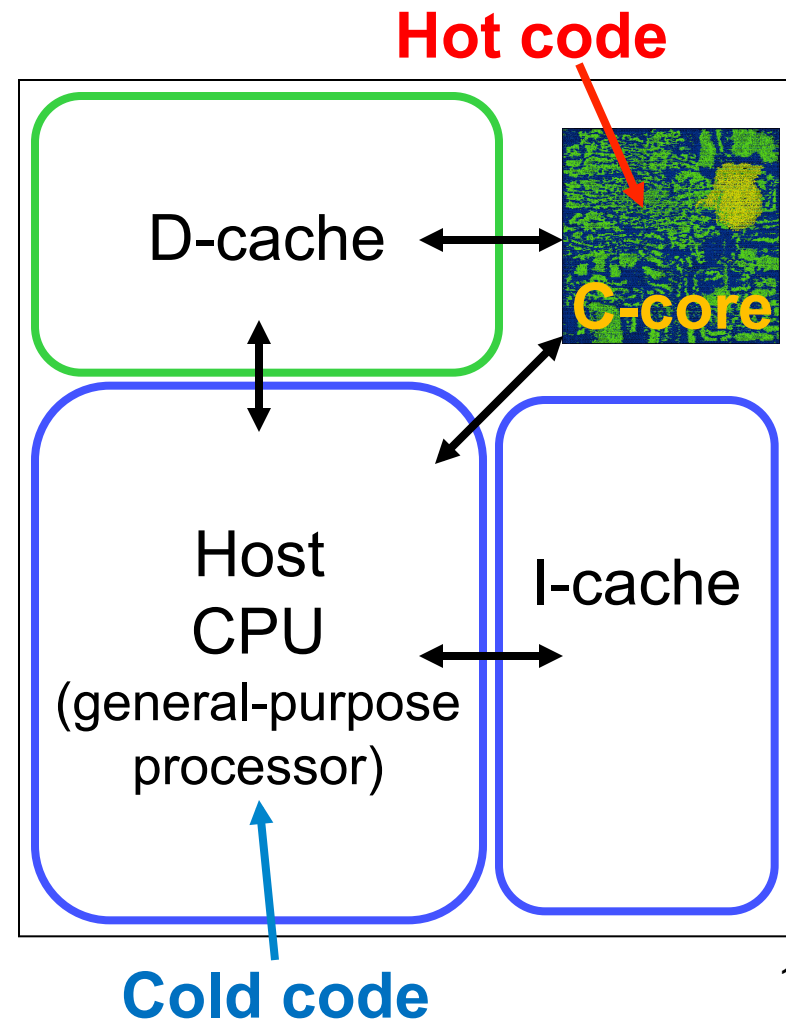 Hot code
D-cache
C-core
Host
CPU
(general-purpose
processor)
I-cache
Cold code